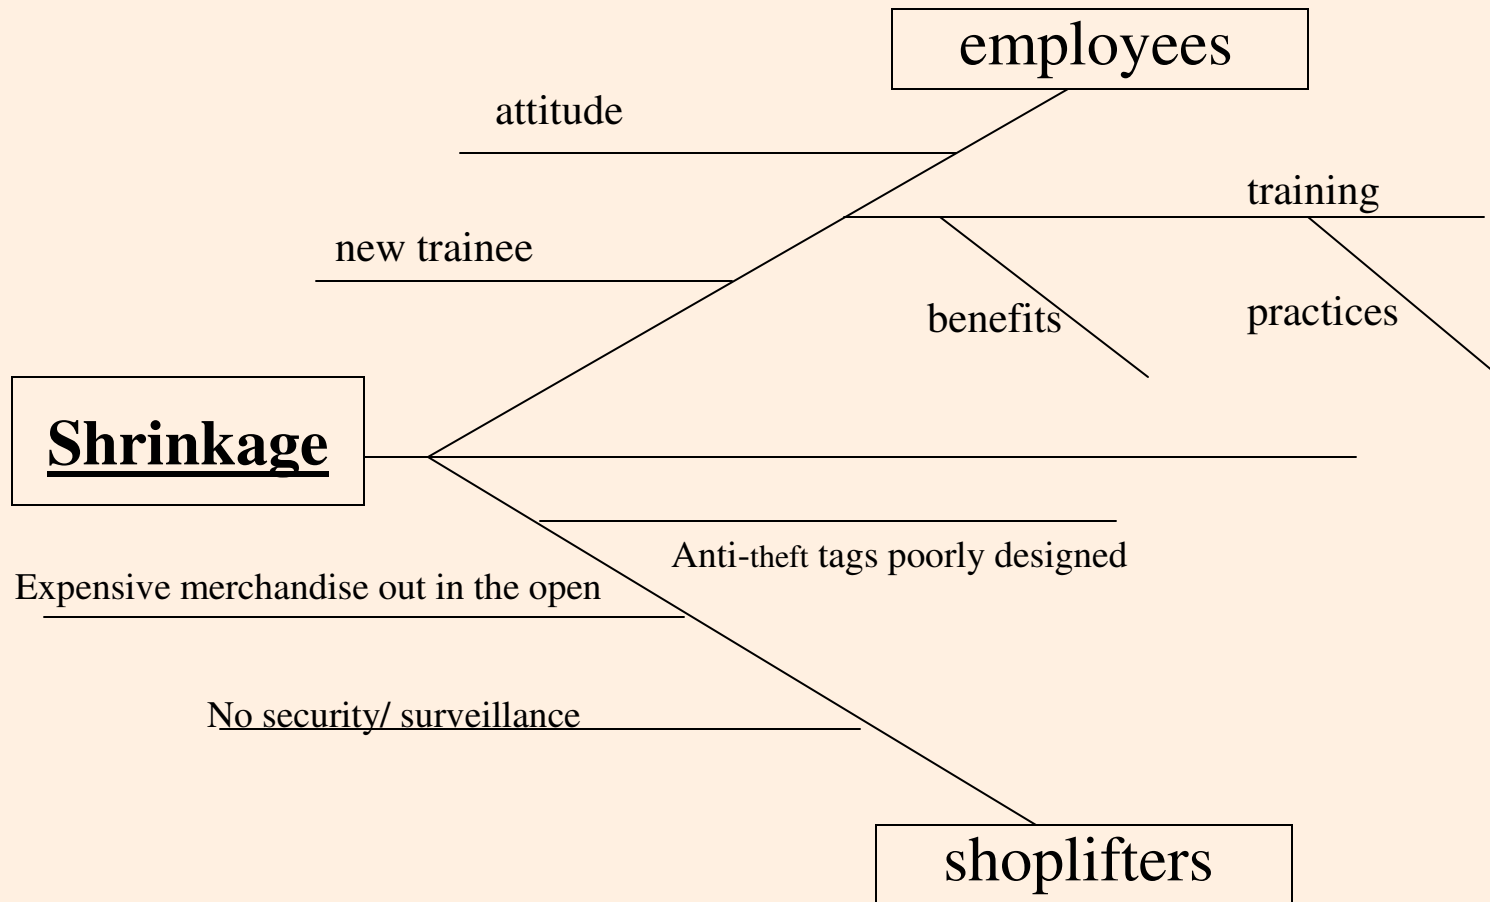 employees
attitude
training
new trainee
benefits
practices
Shrinkage
Anti-theft tags poorly designed
Expensive merchandise out in the open
No security/ surveillance
shoplifters